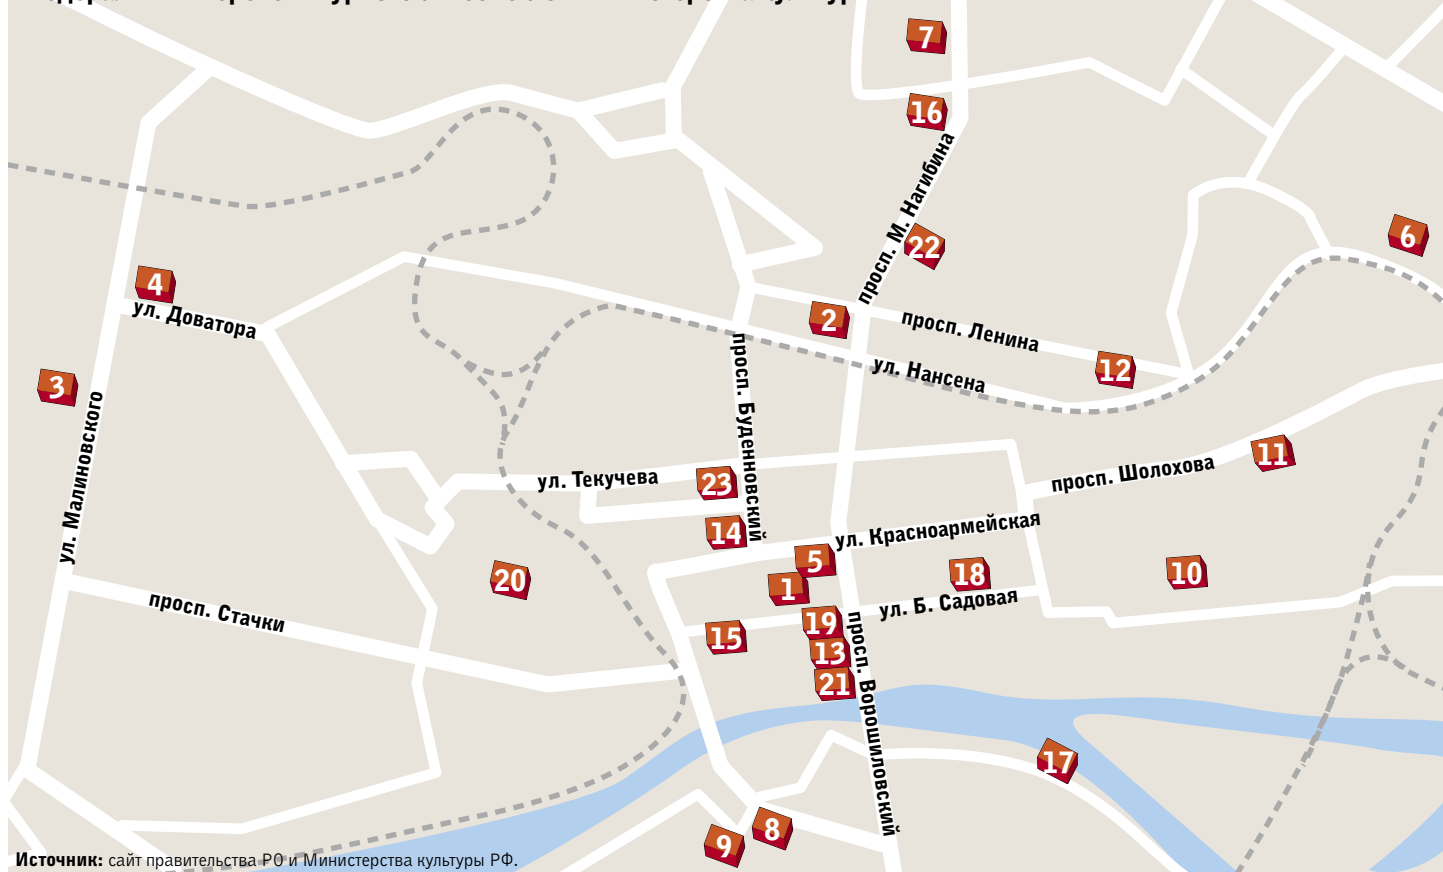 7
16
просп. М. Нагибина
22
6
4
ул. Доватора
2
просп. Ленина
12
ул. Нансена
3
ул. Малиновского
просп. Буденновский
11
просп. Шолохова
ул. Текучева
23
14
ул. Красноармейская
5
18
10
20
1
ул. Б. Садовая
просп. Стачки
19
15
13
21
просп. Ворошиловский
17
8
9
Источник: сайт правительства РО и Министерства культуры РФ.